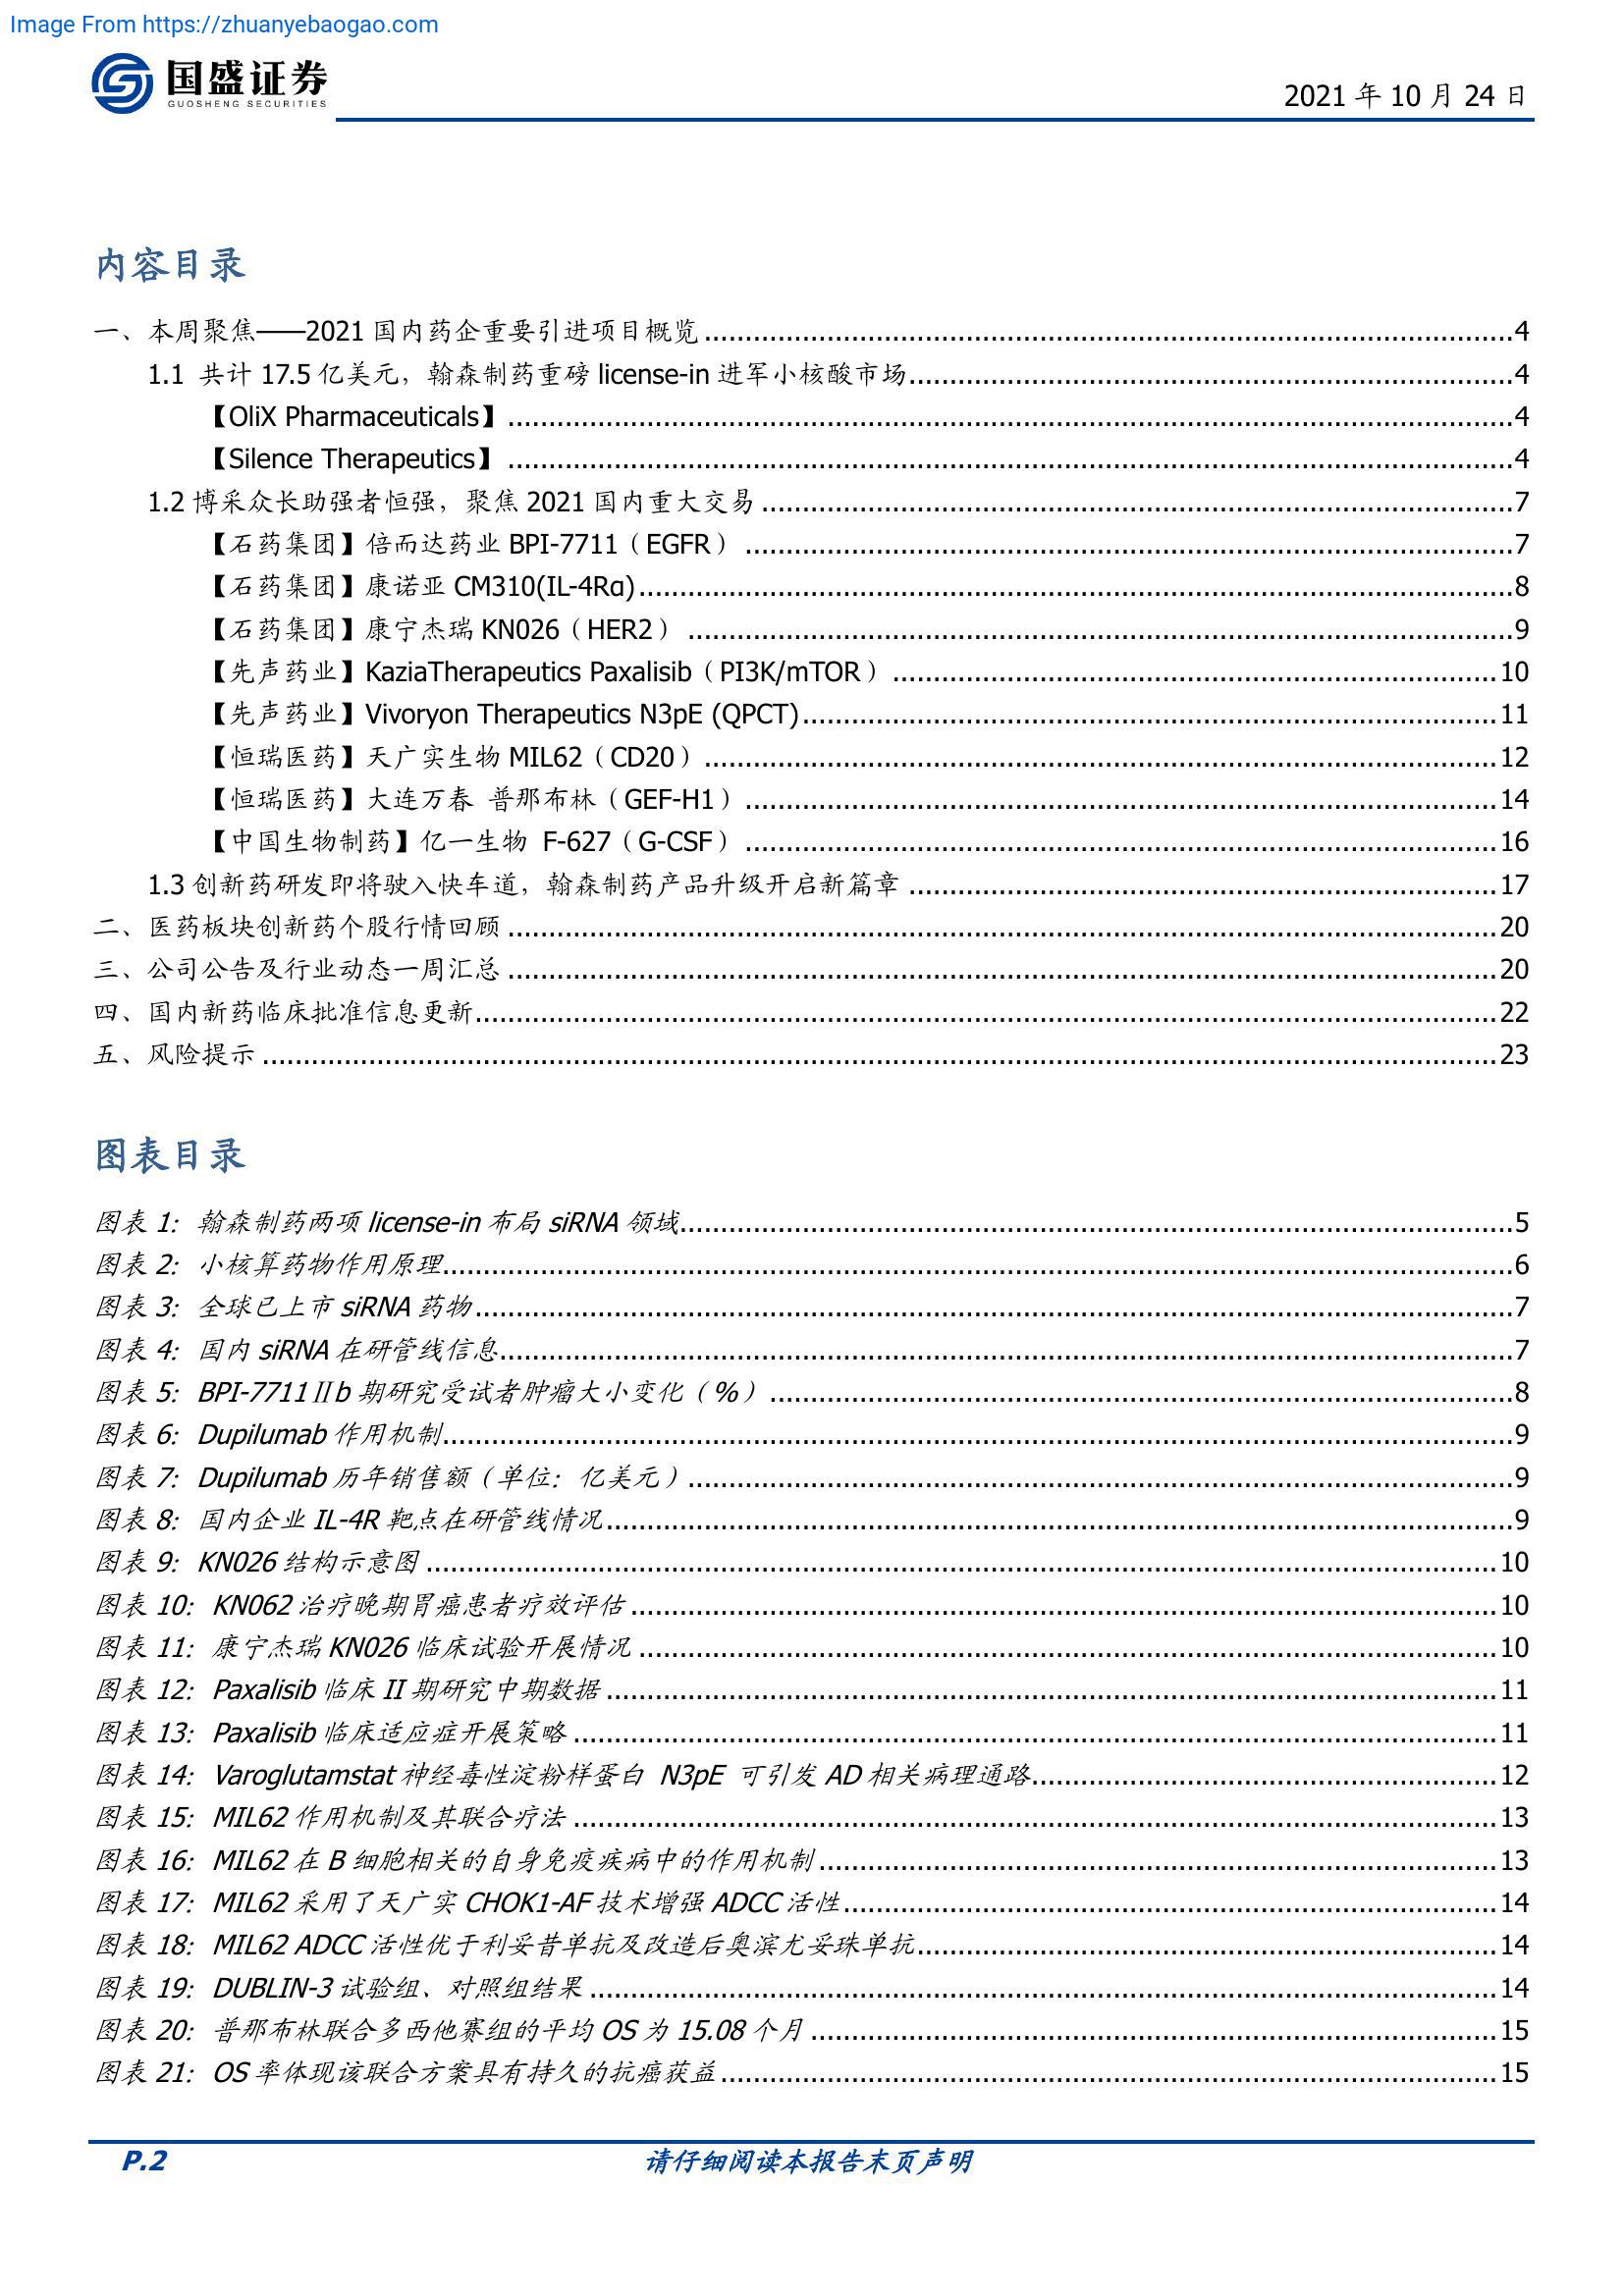 Image From https://zhuanyebaogao.com
国盛证券
GUOSHENG SECURITIES
2021 年 10 月 24 日
内容目录
一、本周聚焦——2021 国内药企重要引进项目概览 4
1.1 共计 17.5 亿美元，翰森制药重磅 license-in 进军小核酸市场 4
【OliX Pharmaceuticals】 4
【Silence Therapeutics】 4
1.2 博采众长助强者恒强，聚焦 2021 国内重大交易 7
【石药集团】倍而达药业 BPI-7711（EGFR） 7
【石药集团】康诺亚 CM310(IL-4Rα) 8
【石药集团】康宁杰瑞 KN026（HER2） 9
【先声药业】KaziaTherapeutics Paxalisib（PI3K/mTOR） 10
【先声药业】Vivoryon Therapeutics N3pE (QPCT) 11
【恒瑞医药】天广实生物 MIL62（CD20） 12
【恒瑞医药】大连万春 普那布林（GEF-H1） 14
【中国生物制药】亿一生物 F-627（G-CSF） 16
1.3 创新药研发即将驶入快车道，翰森制药产品升级开启新篇章 17
二、医药板块创新药个股行情回顾 20
三、公司公告及行业动态一周汇总 20
四、国内新药临床批准信息更新 22
五、风险提示 23
图表目录
图表 1: 翰森制药两项 license-in 布局 siRNA 领域 5
图表 2: 小核算药物作用原理 6
图表 3: 全球已上市 siRNA 药物 7
图表 4: 国内 siRNA 在研管线信息 7
图表 5: BPI-7711Ⅱb 期研究受试者肿瘤大小变化（%） 8
图表 6: Dupilumab 作用机制 9
图表 7: Dupilumab 历年销售额（单位：亿美元） 9
图表 8: 国内企业 IL-4R 靶点在研管线情况 9
图表 9: KN026 结构示意图 10
图表 10: KN062 治疗晚期胃癌患者疗效评估 10
图表 11: 康宁杰瑞 KN026 临床试验开展情况 10
图表 12: Paxalisib 临床 II 期研究中期数据 11
图表 13: Paxalisib 临床适应症开展策略 11
图表 14: Varoglutamstat 神经毒性淀粉样蛋白 N3pE 可引发 AD 相关病理通路 12
图表 15: MIL62 作用机制及其联合疗法 13
图表 16: MIL62 在 B 细胞相关的自身免疫疾病中的作用机制 13
图表 17: MIL62 采用了天广实 CHOK1-AF 技术增强 ADCC 活性 14
图表 18: MIL62 ADCC 活性优于利妥昔单抗及改造后奥滨尤妥珠单抗 14
图表 19: DUBLIN-3 试验组、对照组结果 14
图表 20: 普那布林联合多西他赛组的平均 OS 为 15.08 个月 15
图表 21: OS 率体现该联合方案具有持久的抗癌获益 15
P.2
请仔细阅读本报告末页声明